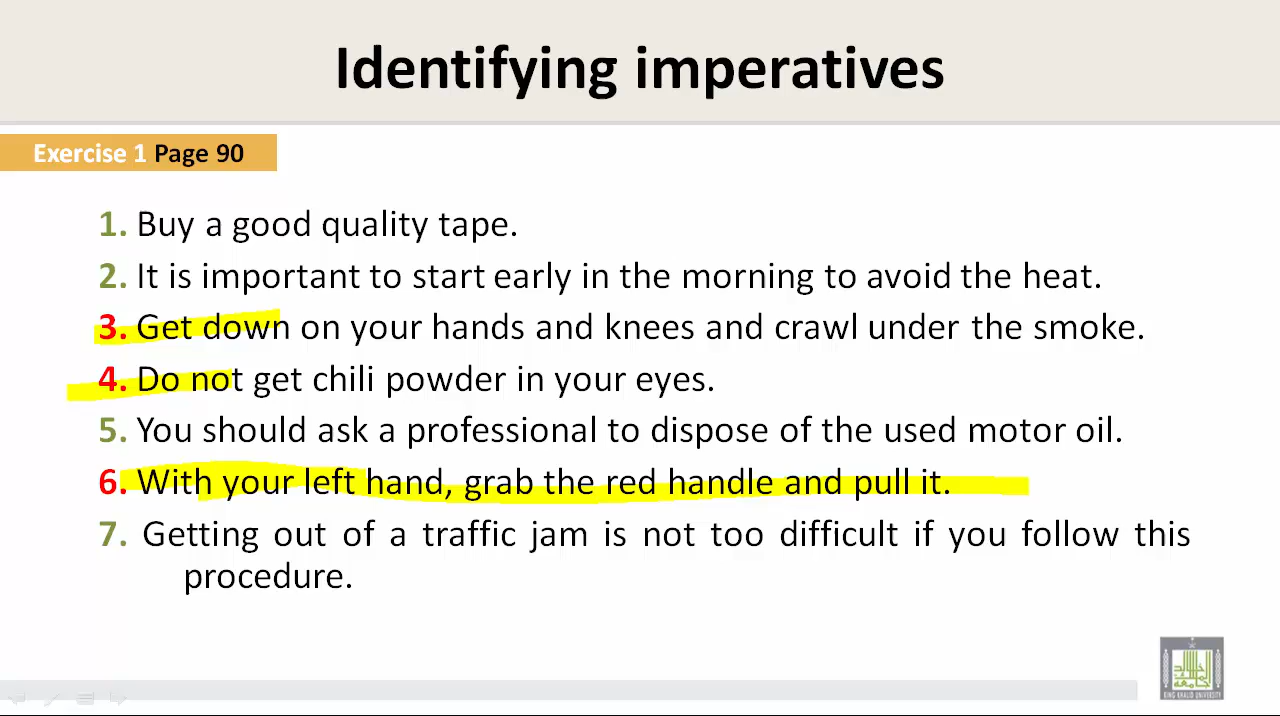 Identifying imperatives
Exercise 1 Page 90
1. Buy a good quality tape.
2. It is important to start early in the morning to avoid the heat.
3. Get down on your hands and knees and crawl under the smoke.
4. Do not get chili powder in your eyes.
5. You should ask a professional to dispose of the used motor oil.
6. With your left hand, grab the red handle and pull it.
7. Getting out of a traffic jam is not too difficult if you follow this
procedure.
KING KHALID UNIVERSITY